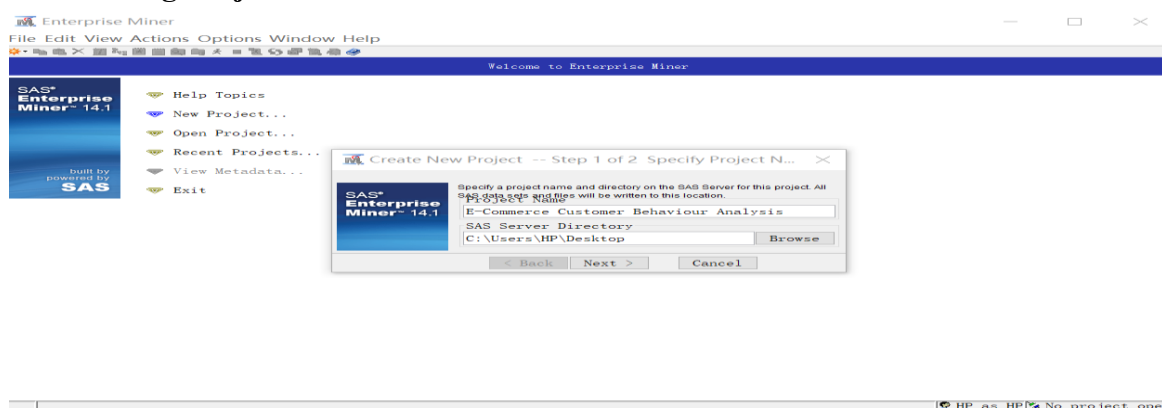 Enterprise Miner
File Edit View Actions Options Window Help
Welcome to Enterprise Miner
SAS®
Enterprise
Miner™ 14.1
built by
powered by
SAS
Help Topics
New Project...
Open Project...
Recent Projects...
View Metadata...
Exit
Create New Project -- Step 1 of 2 Specify Project N...
SAS®
Enterprise
Miner™ 14.1
Specify a project name and directory on the SAS Server for this project. All
SAS data sets and files will be written to this location.
Project Name
E-Commerce Customer Behaviour Analysis
SAS Server Directory
C:\Users\HP\Desktop
Browse
< Back Next > Cancel
HP as HP No project ope